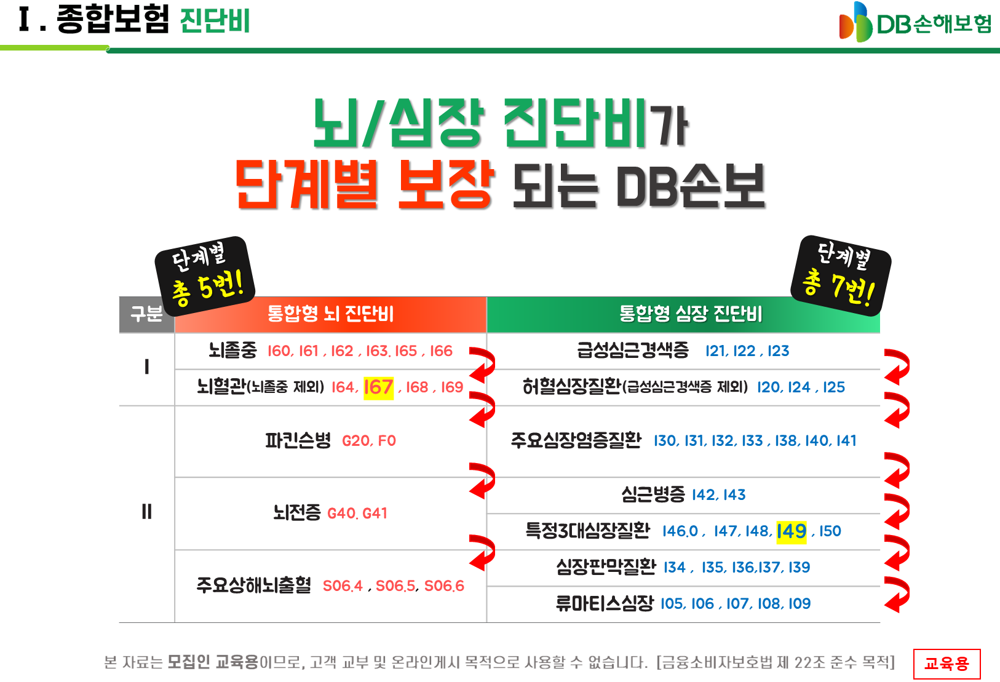 Ⅰ. 종합보험 진단비
DB손해보험
뇌/심장 진단비가
단계별 보장 되는 DB손보
단계별
총 5번!
단계별
총 7번!
구분 통합형 뇌 진단비 통합형 심장 진단비
Ⅰ
뇌졸중 I60, I61 , I62 , I63. I65 , I66 급성심근경색증 I21, I22 , I23
뇌혈관(뇌졸중 제외) I64, I67 , I68 , I69 허혈심장질환(급성심근경색증 제외) I20, I24 , I25
Ⅱ
파킨슨병 G20, F0 주요심장염증질환 I30, I31, I32, I33 , I38, I40, I41
뇌전증 G40. G41
심근병증 I42, I43
특정3대심장질환 I46.0 , I47, I48, I49 , I50
주요상해뇌출혈 S06.4 , S06.5, S06.6
심장판막질환 I34 , I35, I36,I37, I39
류마티스심장 I05, I06 , I07, I08, I09
본 자료는 모집인 교육용이므로, 고객 교부 및 온라인게시 목적으로 사용할 수 없습니다. [금융소비자보호법 제 22조 준수 목적]
교육용